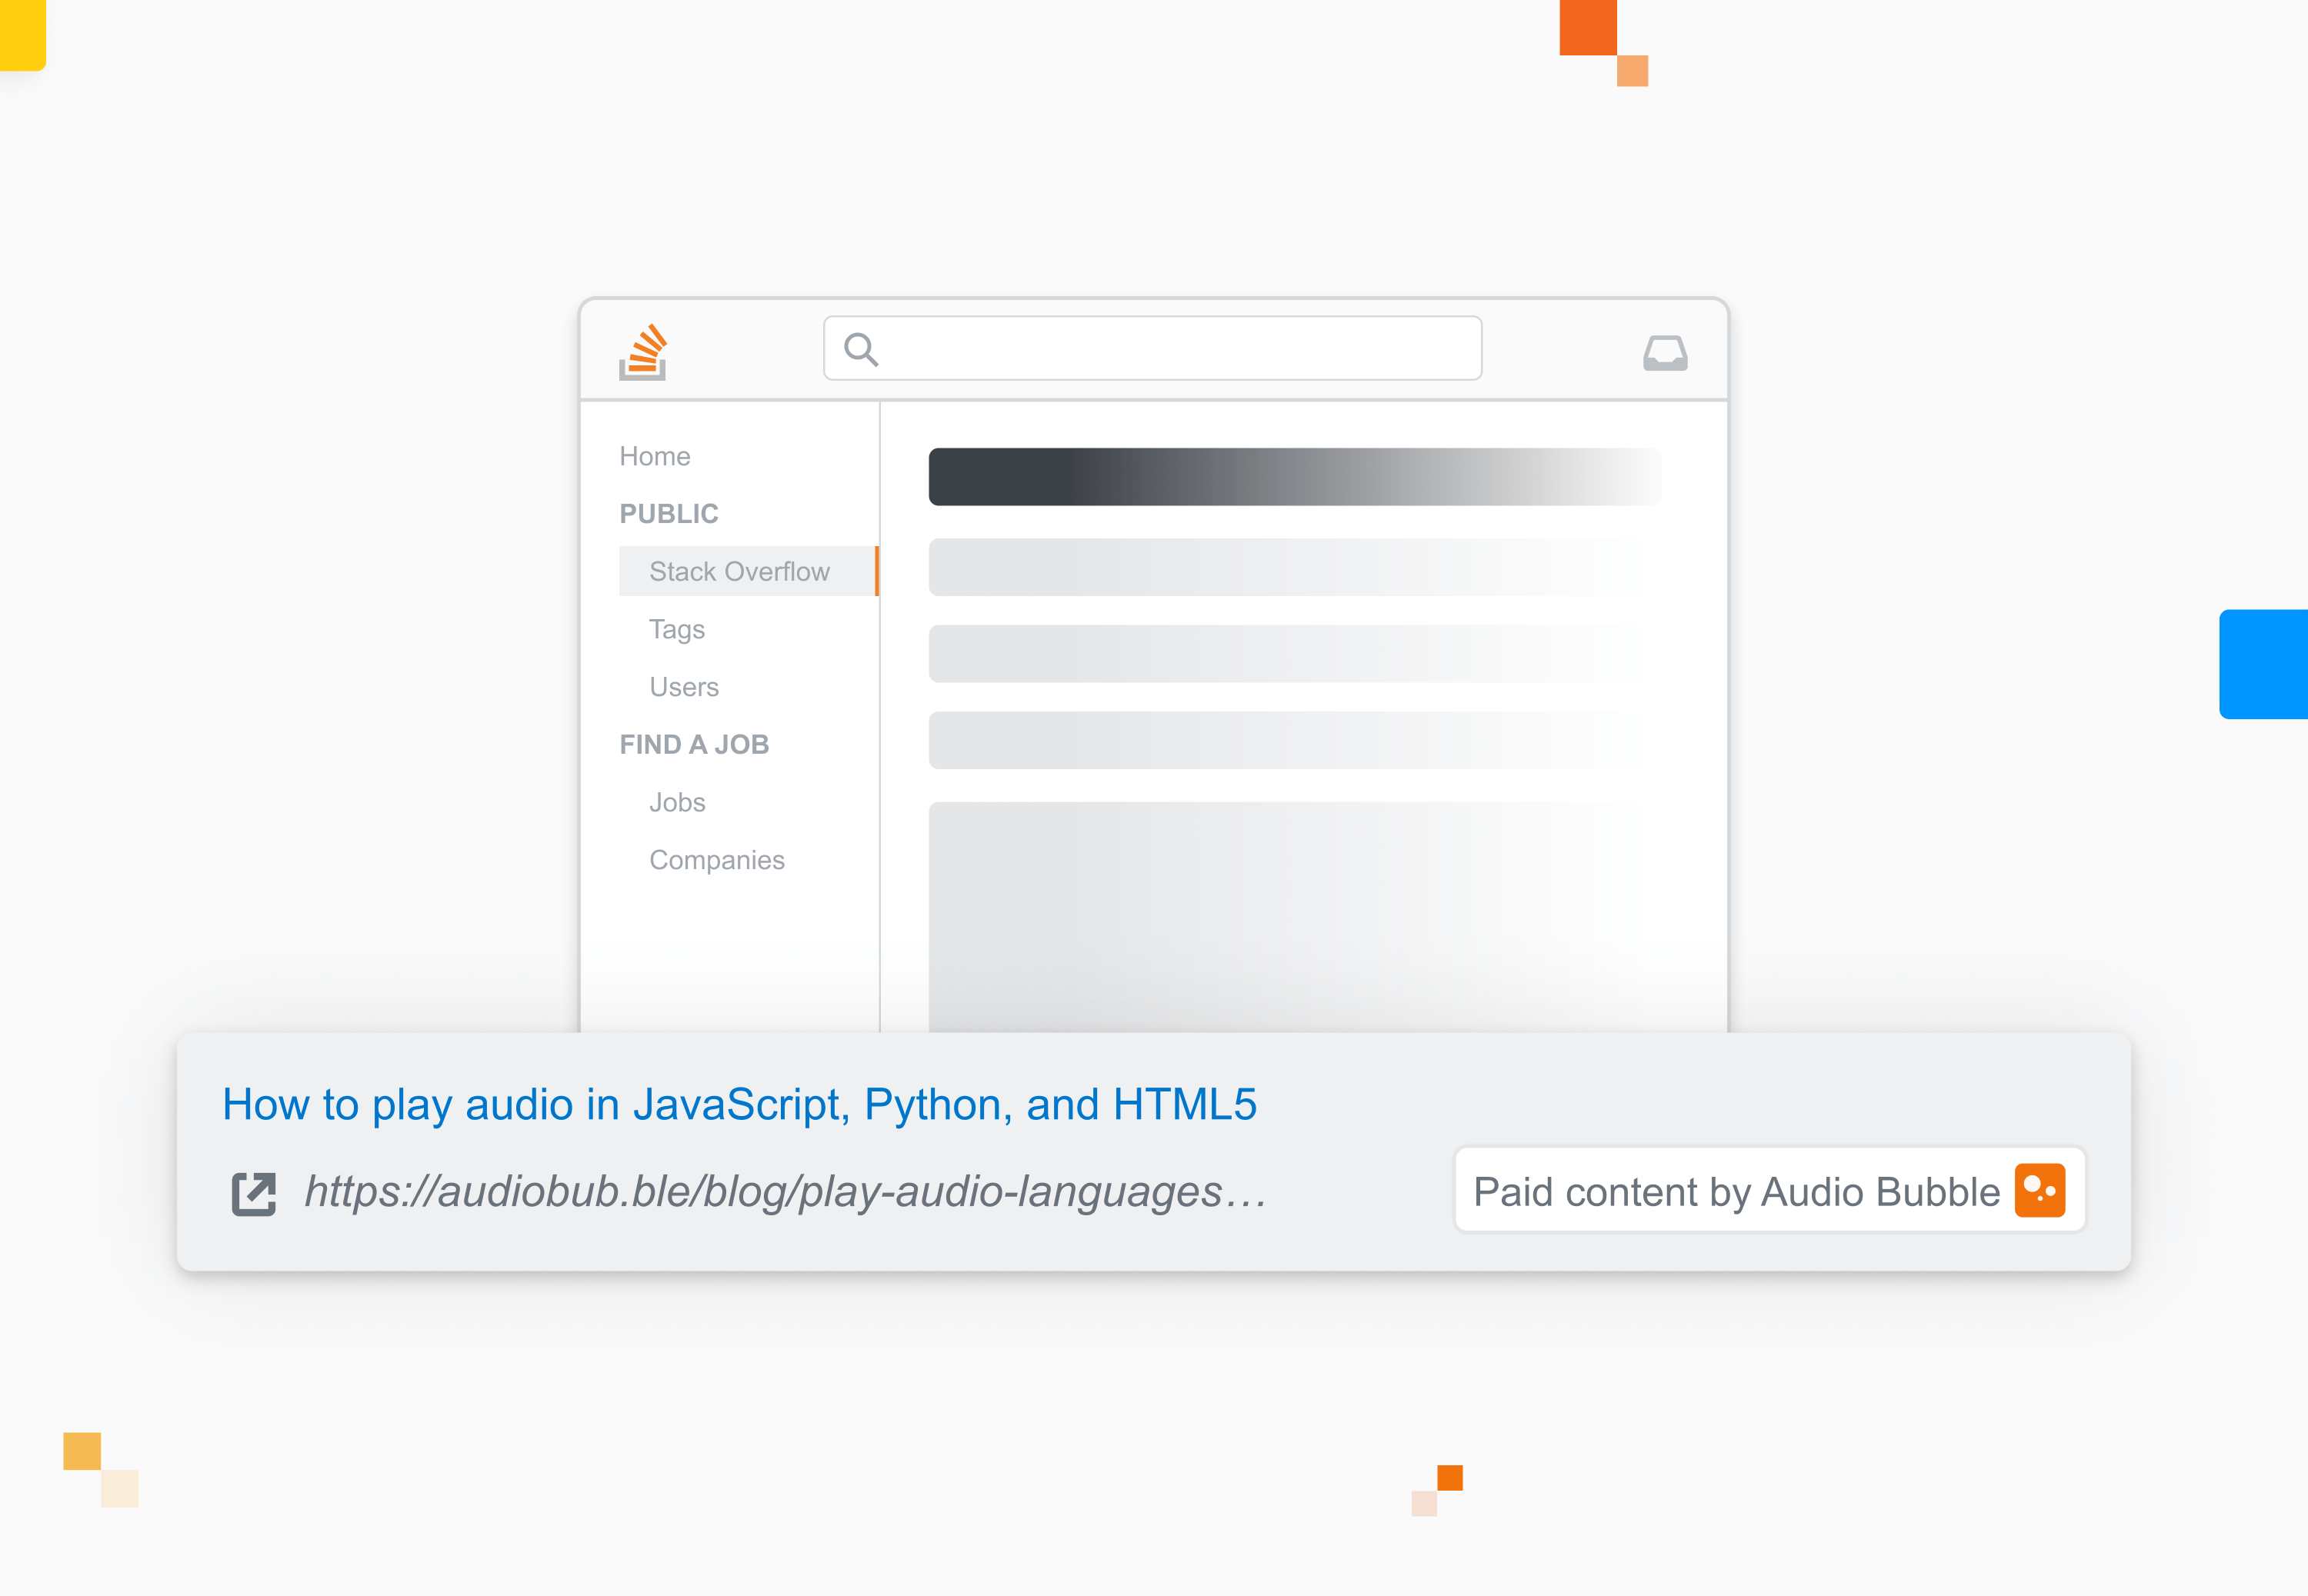 Home
PUBLIC
Stack Overflow
Tags
Users
FIND A JOB
Jobs
Companies
How to play audio in JavaScript, Python, and HTML5
https://audiobub.ble/blog/play-audio-languages…
Paid content by Audio Bubble